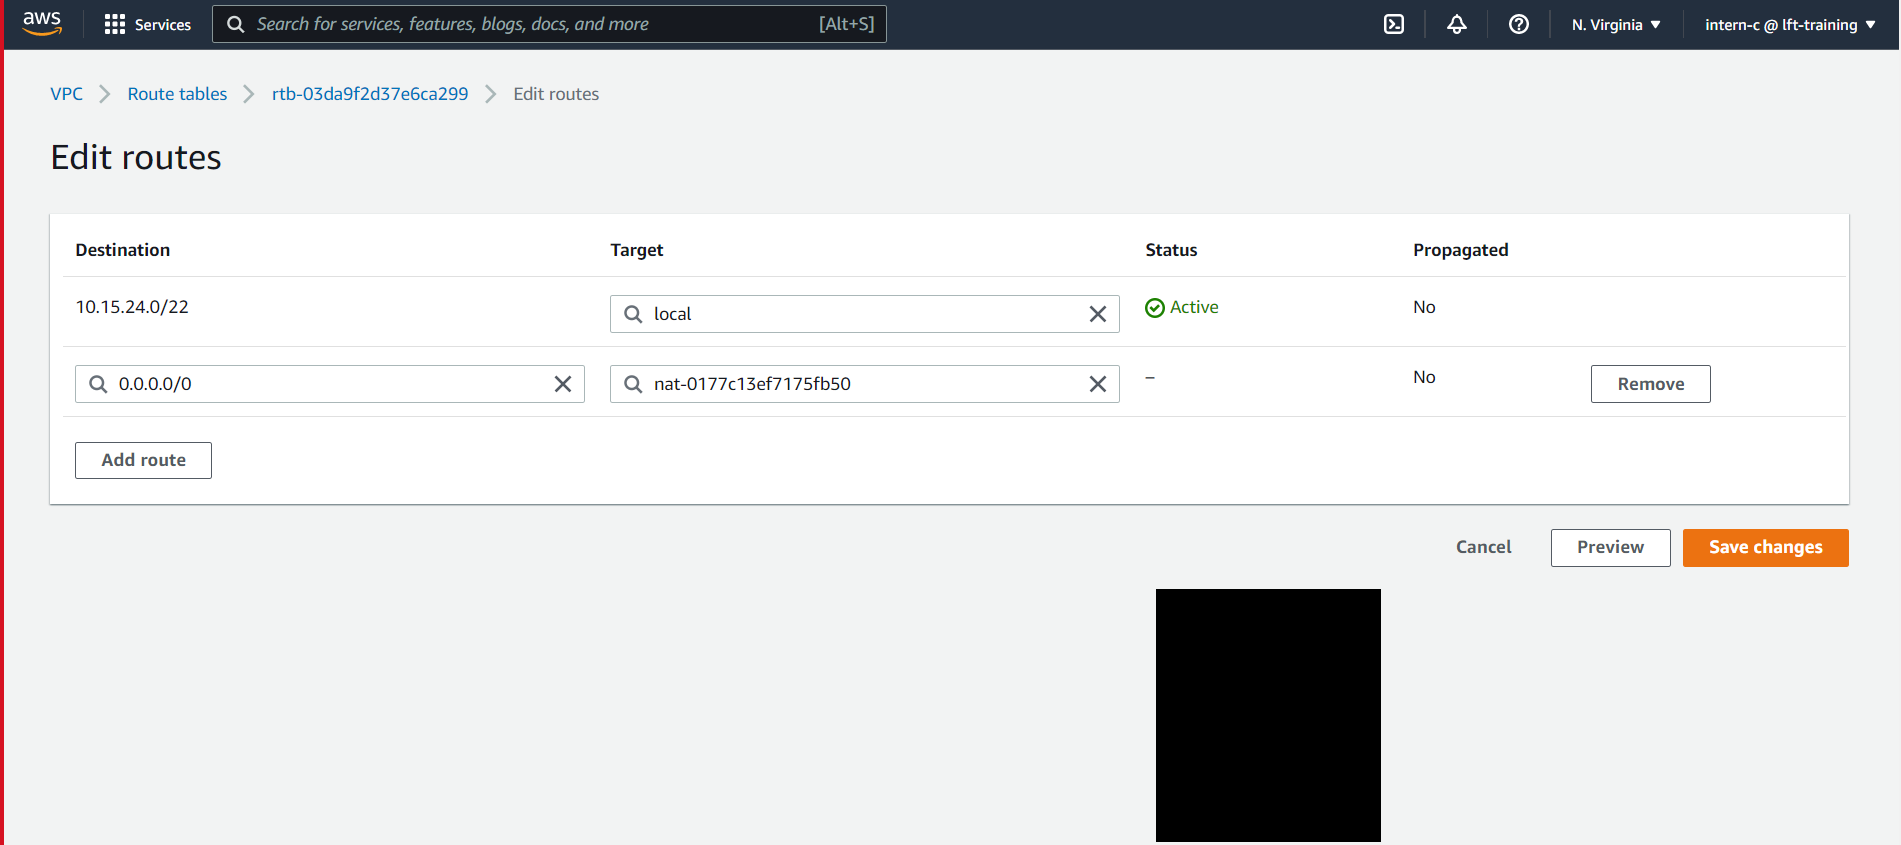 aws Services Search for services, features, blogs, docs, and more [Alt+S] N. Virginia intern-c @ lft-training
VPC Route tables rtb-03da9f2d37e6ca299 Edit routes
Edit routes
Destination Target Status Propagated
10.15.24.0/22 local Active No
0.0.0.0/0 nat-0177c13ef7175fb50 – No Remove
Add route
Cancel Preview Save changes